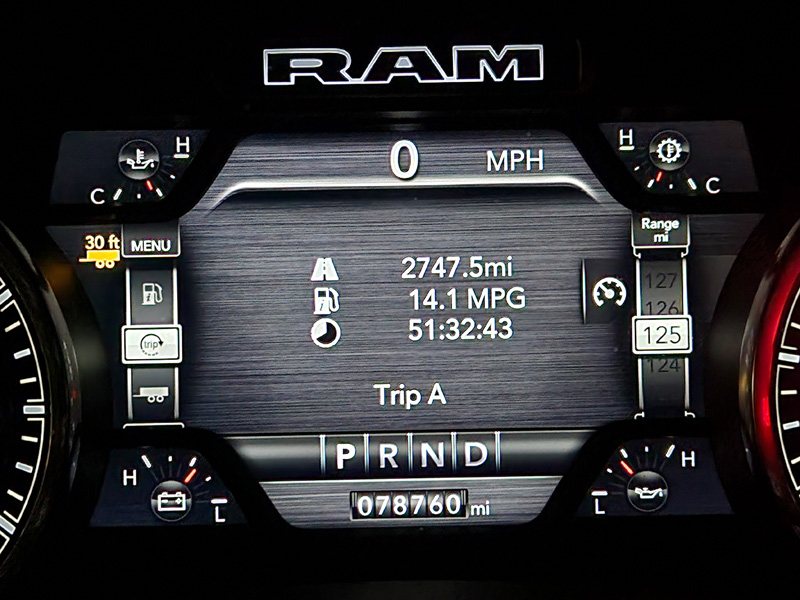 RAM
H
C
0 MPH
H
C
30 ft
MENU
Range
mi
2747.5mi
14.1 MPG
51:32:43
trip
127
126
125
124
Trip A
P R N D
H
L
078760 mi
L
H